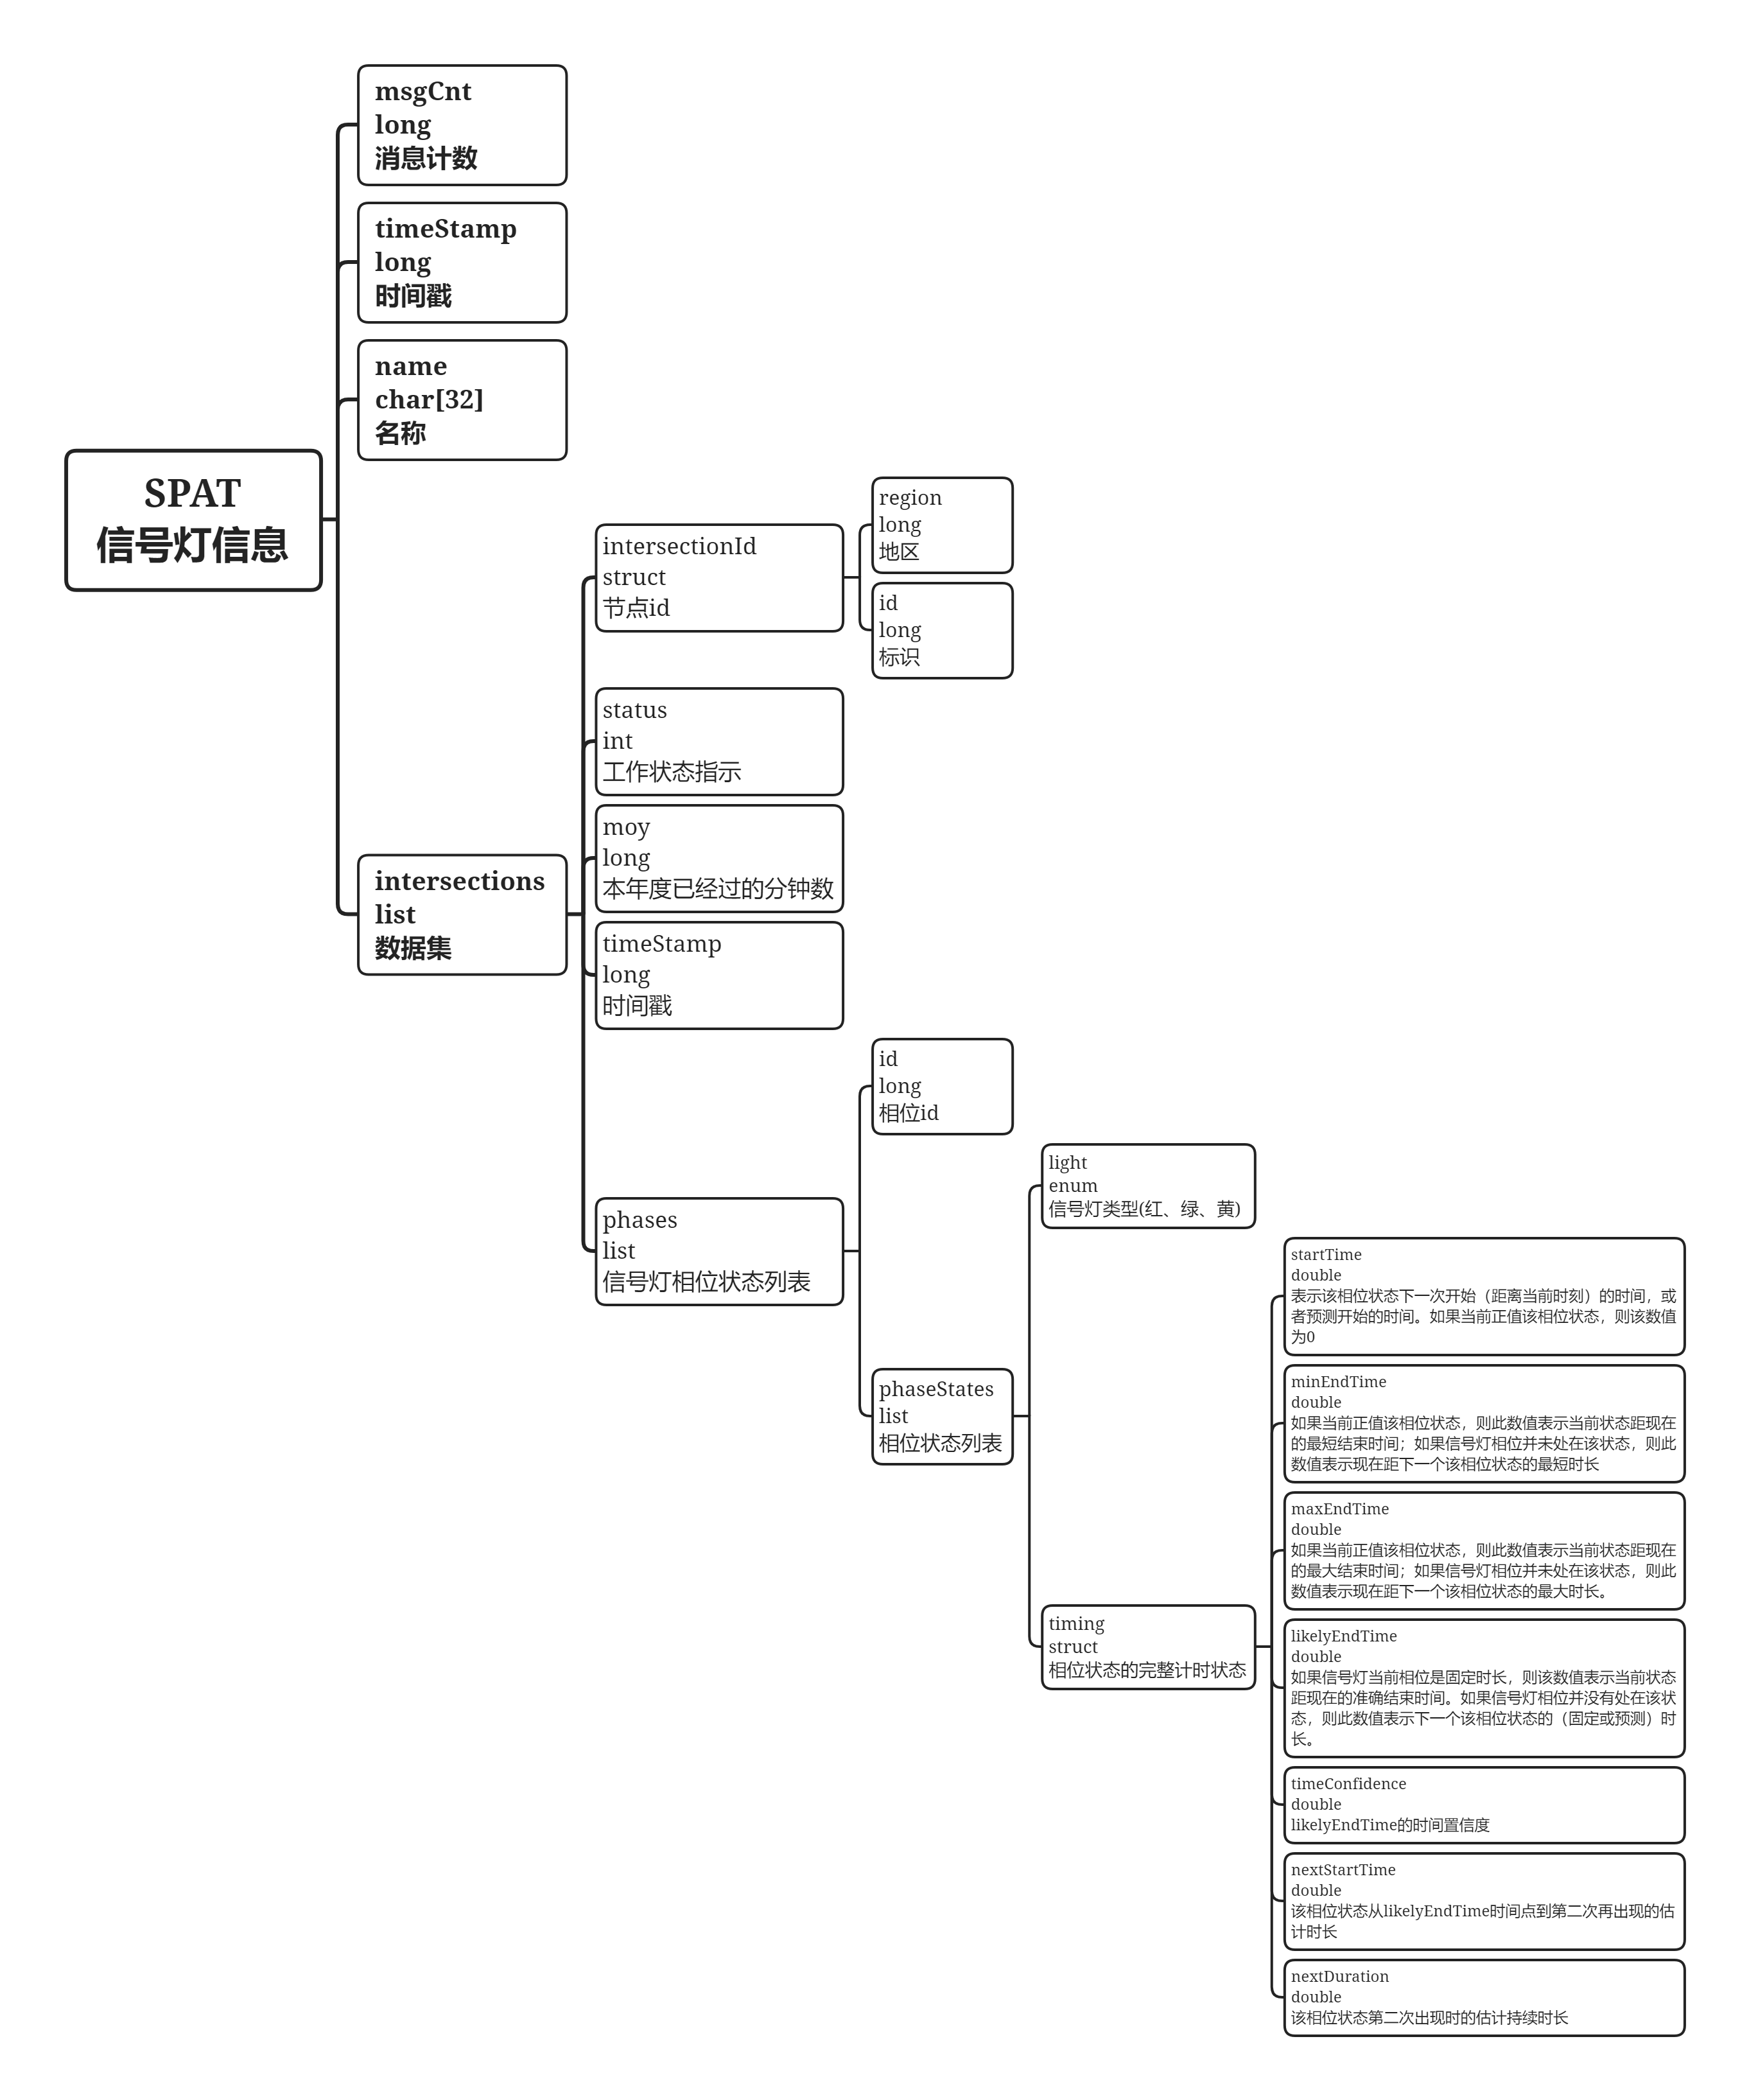 msgCnt
long
消息计数
timeStamp
long
时间戳
name
char[32]
名称
SPAT
信号灯信息
region
long
地区
intersectionId
struct
节点id
id
long
标识
status
int
工作状态指示
moy
long
本年度已经过的分钟数
intersections
list
数据集
timeStamp
long
时间戳
id
long
相位id
light
enum
信号灯类型(红、绿、黄)
phases
list
信号灯相位状态列表
startTime
double
表示该相位状态下一次开始（距离当前时刻）的时间，或
者预测开始的时间。如果当前正值该相位状态，则该数值
为0
phaseStates
list
相位状态列表
minEndTime
double
如果当前正值该相位状态，则此数值表示当前状态距现在
的最短结束时间；如果信号灯相位并未处在该状态，则此
数值表示现在距下一个该相位状态的最短时长
maxEndTime
double
如果当前正值该相位状态，则此数值表示当前状态距现在
的最大结束时间；如果信号灯相位并未处在该状态，则此
数值表示现在距下一个该相位状态的最大时长。
timing
struct
相位状态的完整计时状态
likelyEndTime
double
如果信号灯当前相位是固定时长，则该数值表示当前状态
距现在的准确结束时间。如果信号灯相位并没有处在该状
态，则此数值表示下一个该相位状态的（固定或预测）时
长。
timeConfidence
double
likelyEndTime的时间置信度
nextStartTime
double
该相位状态从likelyEndTime时间点到第二次再出现的估
计时长
nextDuration
double
该相位状态第二次出现时的估计持续时长